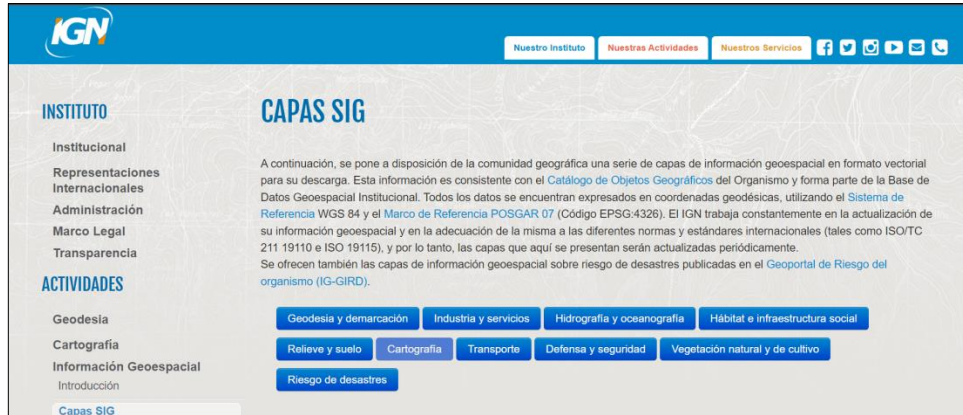 IGN
Nuestro Instituto
Nuestras Actividades
Nuestros Servicios
INSTITUTO
Institucional
Representaciones
Internacionales
Administración
Marco Legal
Transparencia
ACTIVIDADES
Geodesia
Cartografía
Información Geoespacial
Introducción
Capas SIG
CAPAS SIG
A continuación, se pone a disposición de la comunidad geográfica una serie de capas de información geoespacial en formato vectorial
para su descarga. Esta información es consistente con el Catálogo de Objetos Geográficos del Organismo y forma parte de la Base de
Datos Geoespacial Institucional. Todos los datos se encuentran expresados en coordenadas geodésicas, utilizando el Sistema de
Referencia WGS 84 y el Marco de Referencia POSGAR 07 (Código EPSG:4326). El IGN trabaja constantemente en la actualización de
su información geoespacial y en la adecuación de la misma a las diferentes normas y estándares internacionales (tales como ISO/TC
211 19110 e ISO 19115), y por lo tanto, las capas que aquí se presentan serán actualizadas periódicamente.
Se ofrecen también las capas de información geoespacial sobre riesgo de desastres publicadas en el Geoportal de Riesgo del
organismo (IG-GIRD).
Geodesia y demarcación
Industria y servicios
Hidrografía y oceanografía
Hábitat e infraestructura social
Relieve y suelo
Cartografía
Transporte
Defensa y seguridad
Vegetación natural y de cultivo
Riesgo de desastres